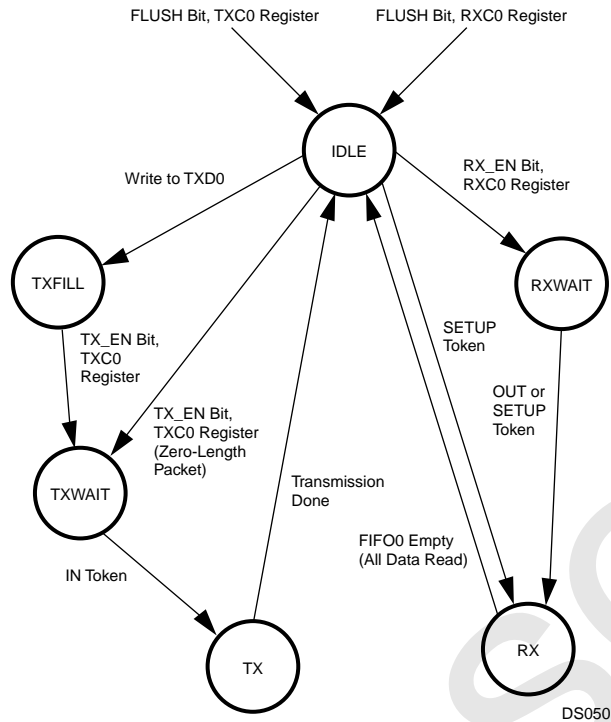 FLUSH Bit, TXC0 Register
FLUSH Bit, RXC0 Register
IDLE
Write to TXD0
RX_EN Bit,
RXC0 Register
TXFILL
RXWAIT
TX_EN Bit,
TXC0
Register
SETUP
Token
OUT or
SETUP
Token
TX_EN Bit,
TXC0 Register
(Zero-Length
Packet)
TXWAIT
Transmission
Done
FIFO0 Empty
(All Data Read)
IN Token
TX
RX
DS050